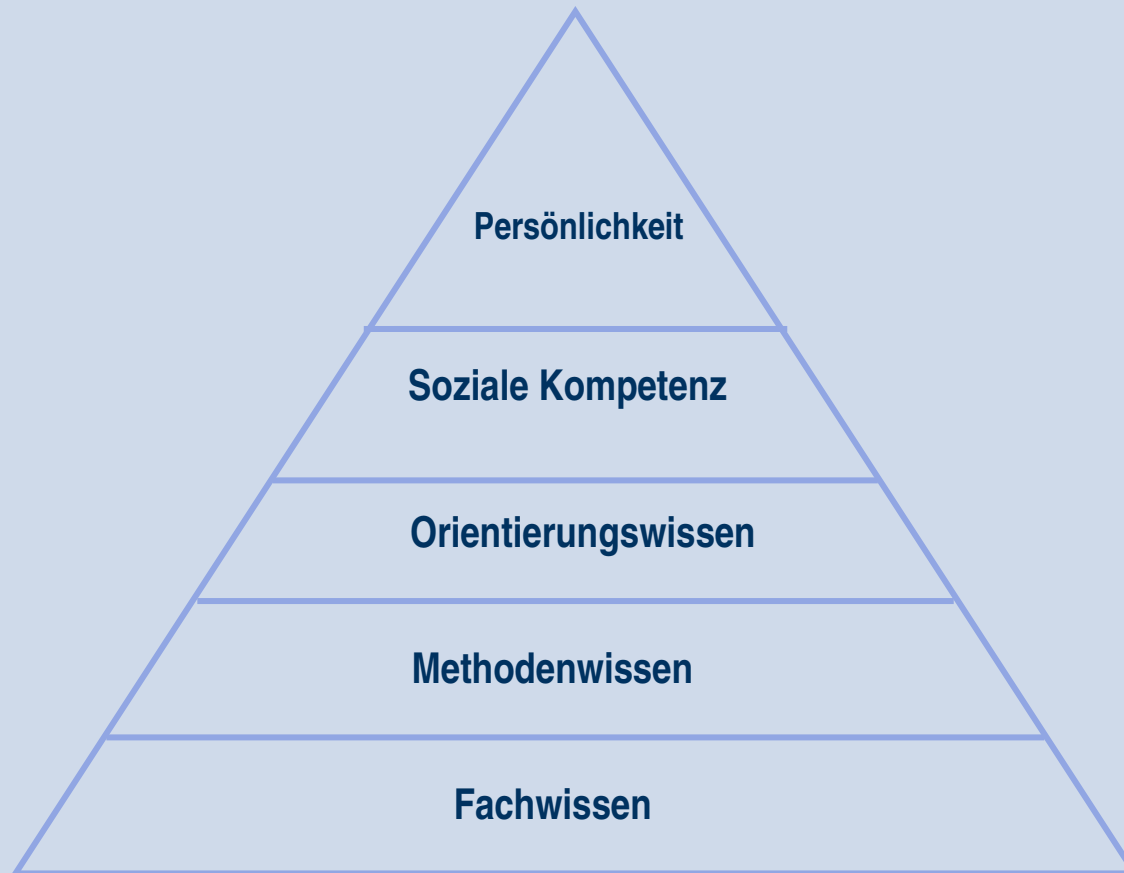 Persönlichkeit
Soziale Kompetenz
Orientierungswissen
Methodenwissen
Fachwissen